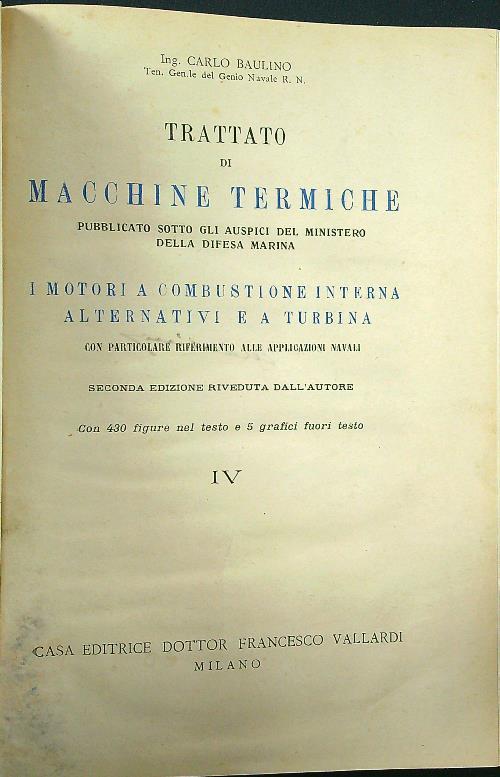 Ing. CARLO BAULINO
Ten. Gen.le del Genio Navale R. N.
TRATTATO
DI
MACCHINE TERMICHE
PUBBLICATO SOTTO GLI AUSPICI DEL MINISTERO
DELLA DIFESA MARINA
I MOTORI A COMBUSTIONE INTERNA
ALTERNATIVI E A TURBINA
CON PARTICOLARE RIFERIMENTO ALLE APPLICAZIONI NAVALI
SECONDA EDIZIONE RIVEDUTA DALL'AUTORE
Con 430 figure nel testo e 5 grafici fuori testo
IV
CASA EDITRICE DOTTOR FRANCESCO VALLARDI
MILANO